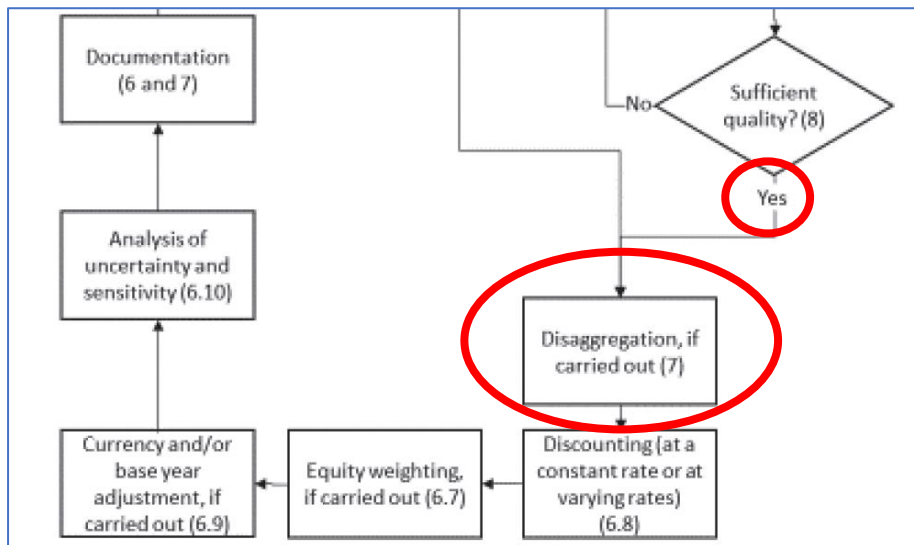 Documentation
(6 and 7)
No
Sufficient
quality? (8)
Yes
Analysis of
uncertainty and
sensitivity (6.10)
Disaggregation, if
carried out (7)
Currency and/or
base year
adjustment, if
carried out (6.9)
Equity weighting,
if carried out (6.7)
Discounting (at a
constant rate or at
varying rates)
(6.8)